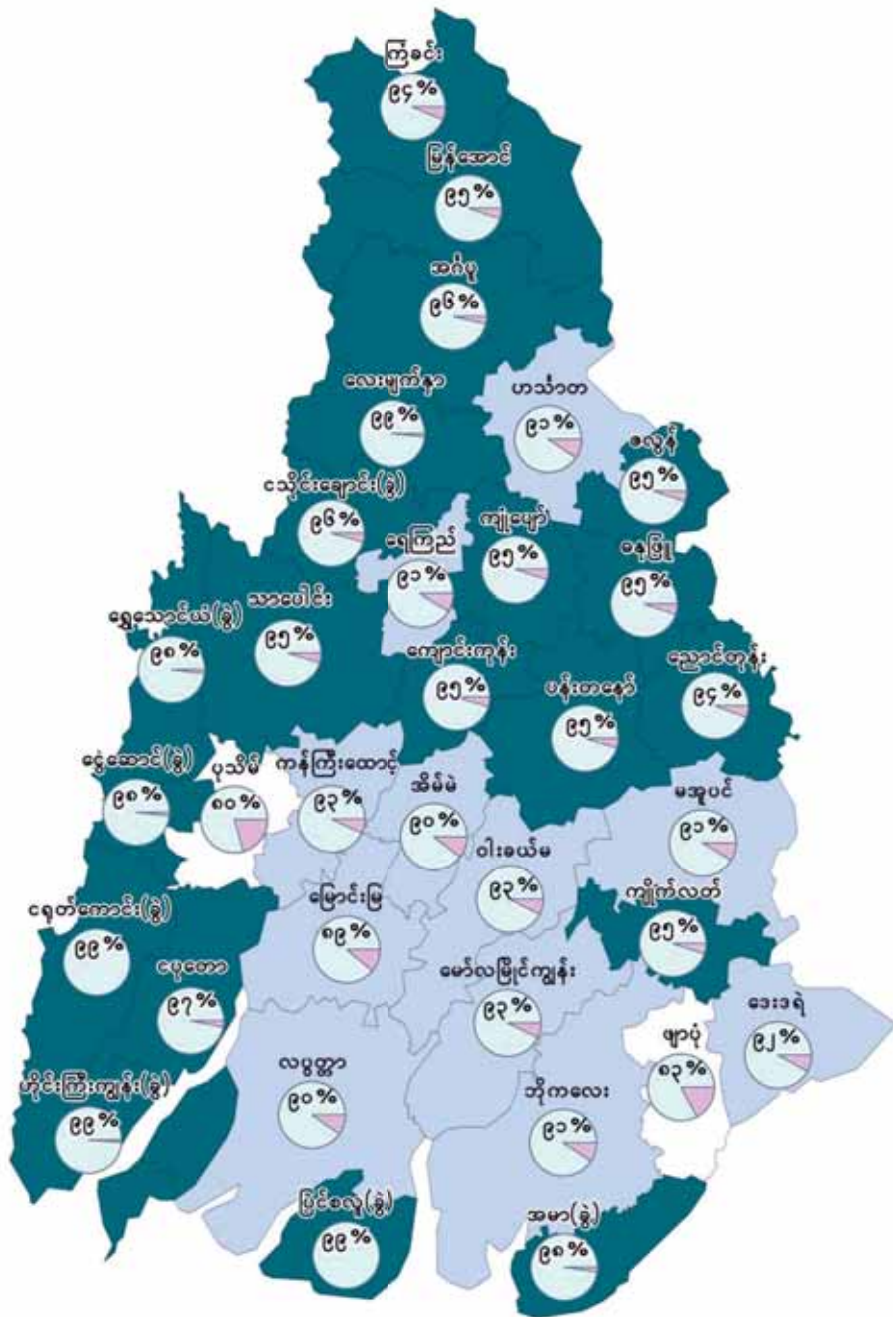 ကြံခင်း
၉၄%
မြန်အောင်
၉၅%
အင်္ဂပူ
၉၆%
လေးမျက်နှာ
၉၉%
ဟင်္သာတ
၉၁%
ဇလွန်
၉၅%
ငသိုင်းချောင်း(ခွဲ)
၉၆%
ရေကြည်
၉၁%
ကျုံပျော်
၉၅%
ဓနုဖြူ
၉၅%
ရွှေသောင်ယံ(ခွဲ)
၉၈%
သာပေါင်း
၉၅%
ကျောင်းကုန်း
၉၅%
ပန်းတနော်
၉၅%
ညောင်တုန်း
၉၄%
ငွေဆောင်(ခွဲ)
၉၈%
ပုသိမ်
၈၀%
ကန်ကြီးထောင့်
၉၃%
အိမ်မဲ
၉၀%
ဝါးခယ်မ
၉၃%
မအူပင်
၉၁%
ငရုတ်ကောင်း(ခွဲ)
၉၉%
မြောင်းမြ
၈၉%
ကျိုက်လတ်
၉၅%
ငပုတော
၉၇%
မော်လမြိုင်ကျွန်း
၉၃%
ဒေးဒရဲ
၉၂%
ဟိုင်းကြီးကျွန်း(ခွဲ)
၉၉%
လပွတ္တာ
၉၀%
ဘိုကလေး
၉၁%
ဖျာပုံ
၈၃%
ပြင်စလူ(ခွဲ)
၉၉%
အမာ(ခွဲ)
၉၈%